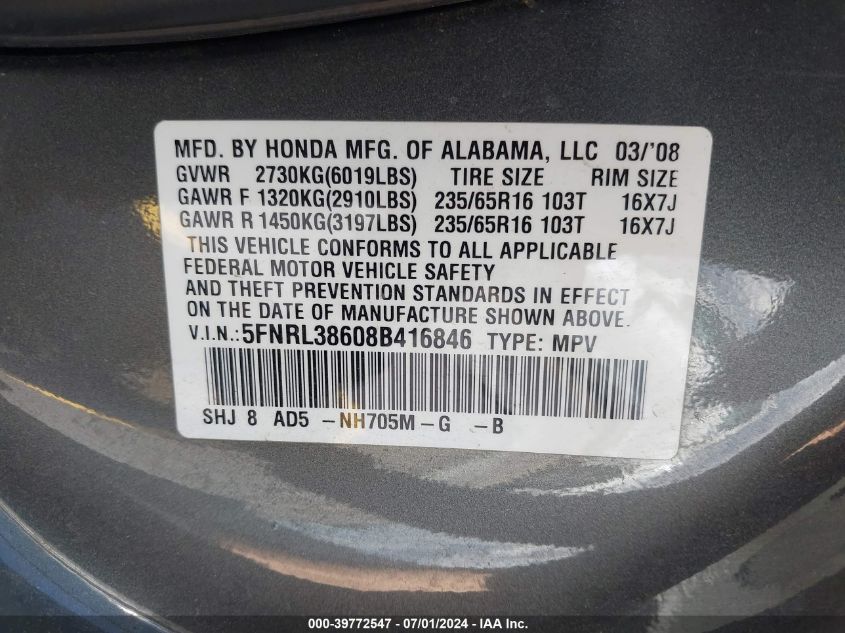 MFD. BY HONDA MFG. OF ALABAMA, LLC 03/'08
GVWR 2730KG(6019LBS) TIRE SIZE RIM SIZE
GAWR F 1320KG(2910LBS) 235/65R16 103T 16X7J
GAWR R 1450KG(3197LBS) 235/65R16 103T 16X7J
THIS VEHICLE CONFORMS TO ALL APPLICABLE
FEDERAL MOTOR VEHICLE SAFETY
AND THEFT PREVENTION STANDARDS IN EFFECT
ON THE DATE OF MANUFACTURE SHOWN ABOVE.
V.I.N.:5FNRL38608B416846 TYPE: MPV
SHJ 8 AD5 -NH705M-G -B
000-39772547 / 07/01/2024 - IAA Inc.